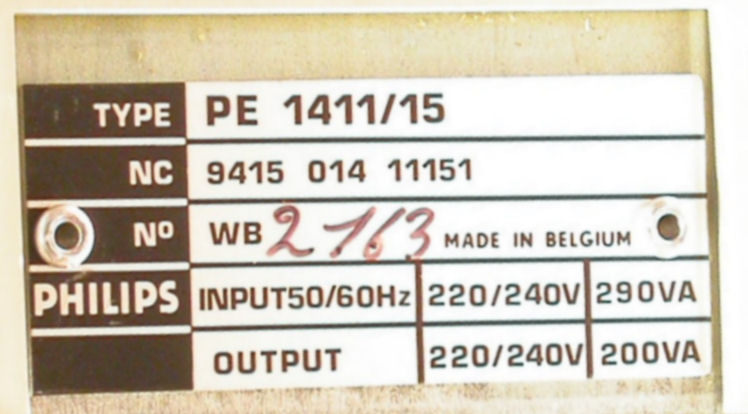 TYPE PE 1411/15
NC 9415 014 11151
Nº WB 2163 MADE IN BELGIUM
PHILIPS INPUT50/60Hz 220/240V 290VA
OUTPUT 220/240V 200VA